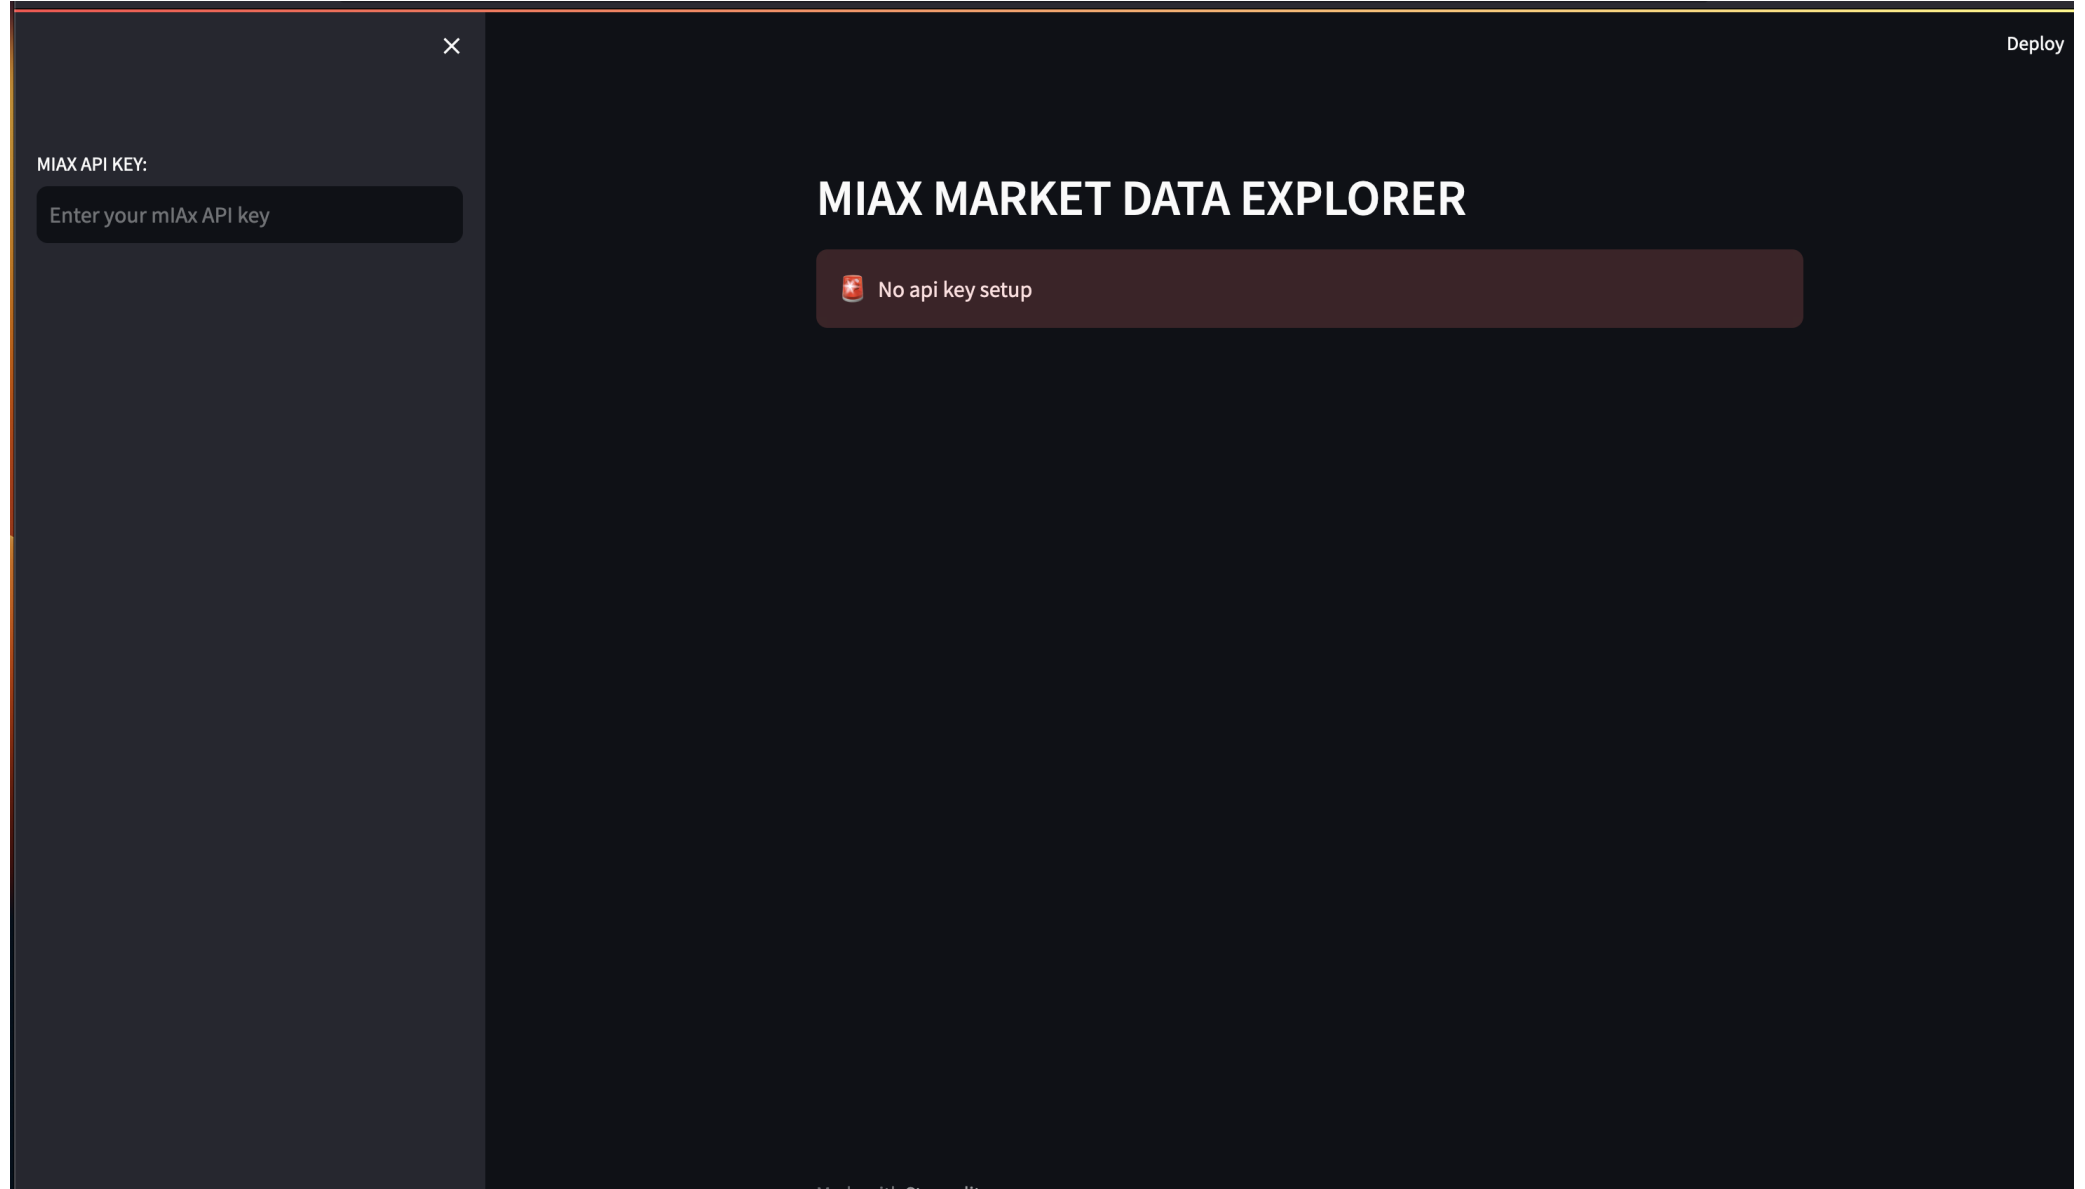 Deploy
MIAX API KEY:
Enter your mIAx API key
MIAX MARKET DATA EXPLORER
No api key setup